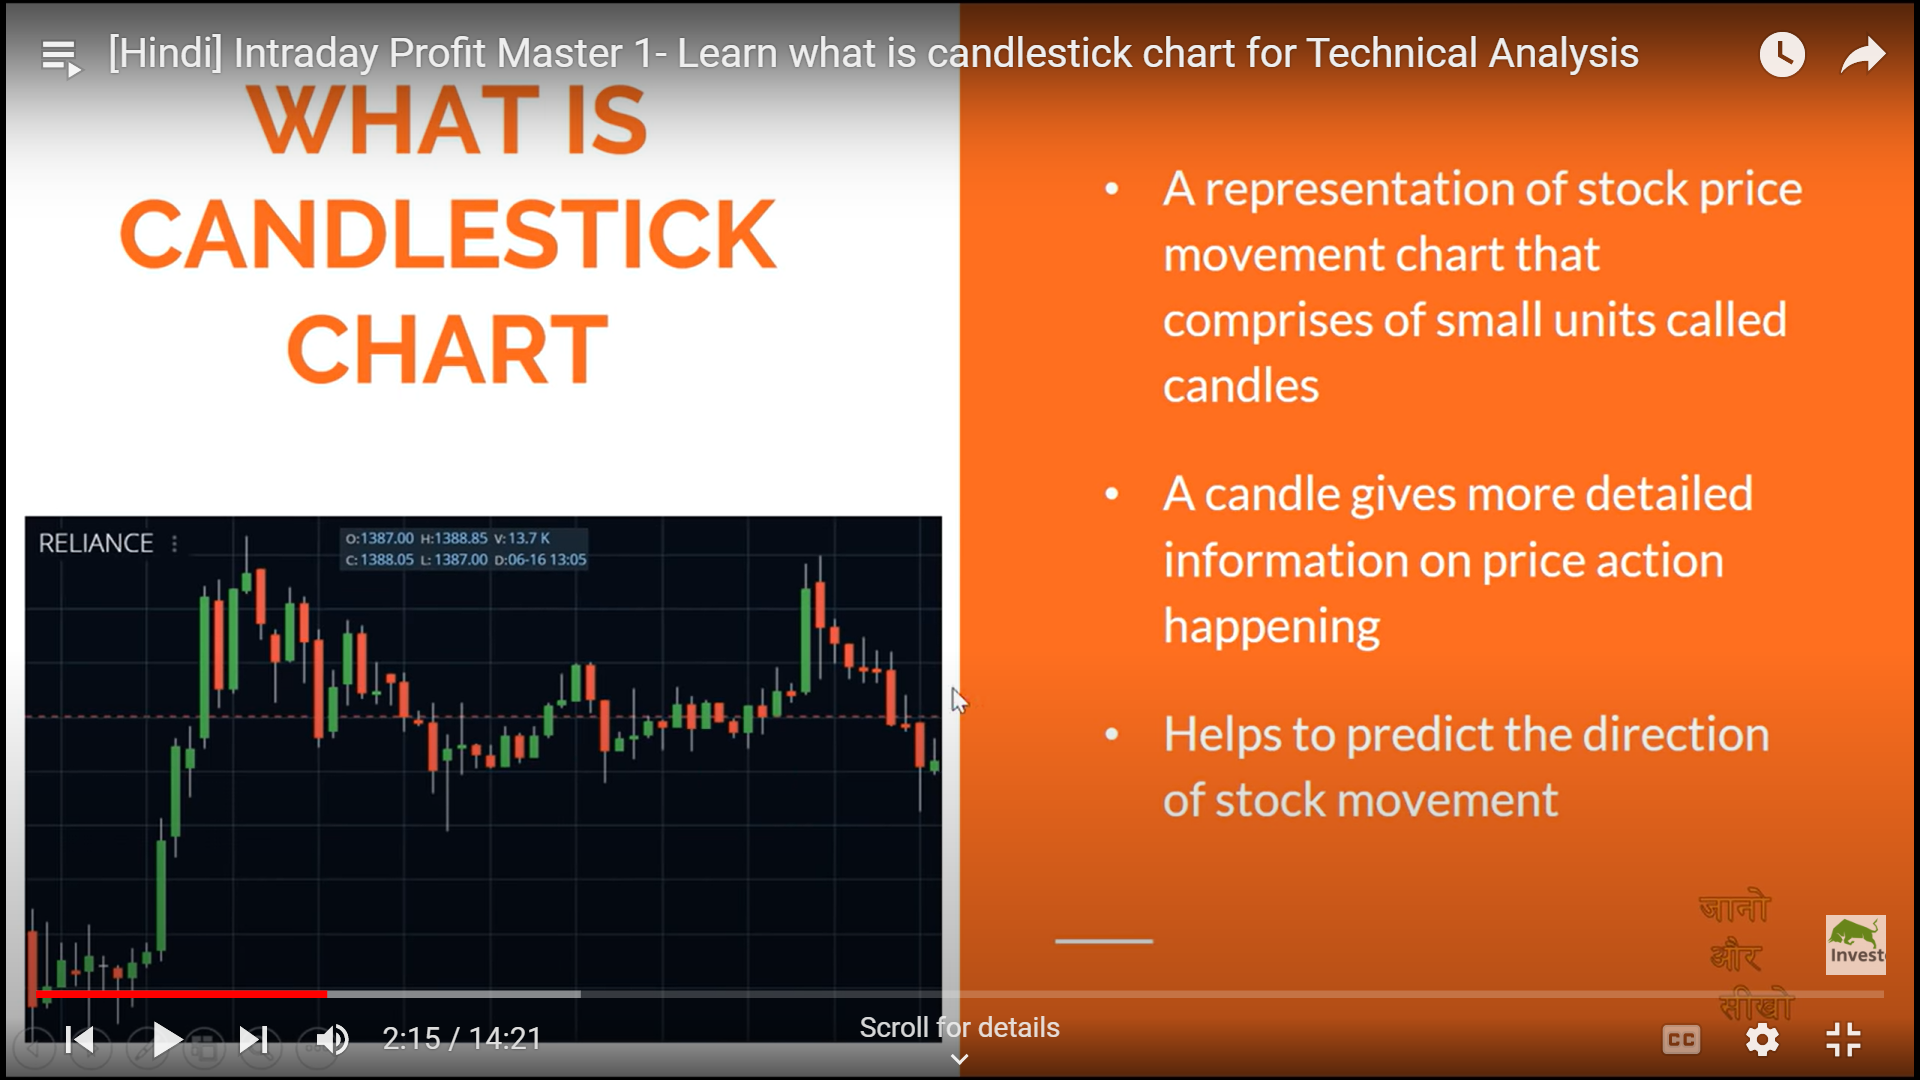 [Hindi] Intraday Profit Master 1- Learn what is candlestick chart for Technical Analysis
WHAT IS
CANDLESTICK
CHART
RELIANCE
O:1387.00 H:1388.85 V:13.7 K
C:1388.05 L:1387.00 D:06-16 13:05
• A representation of stock price
movement chart that
comprises of small units called
candles
• A candle gives more detailed
information on price action
happening
• Helps to predict the direction
of stock movement
जानो
और
सीखो
Invest
2:15 / 14:21
Scroll for details
CC